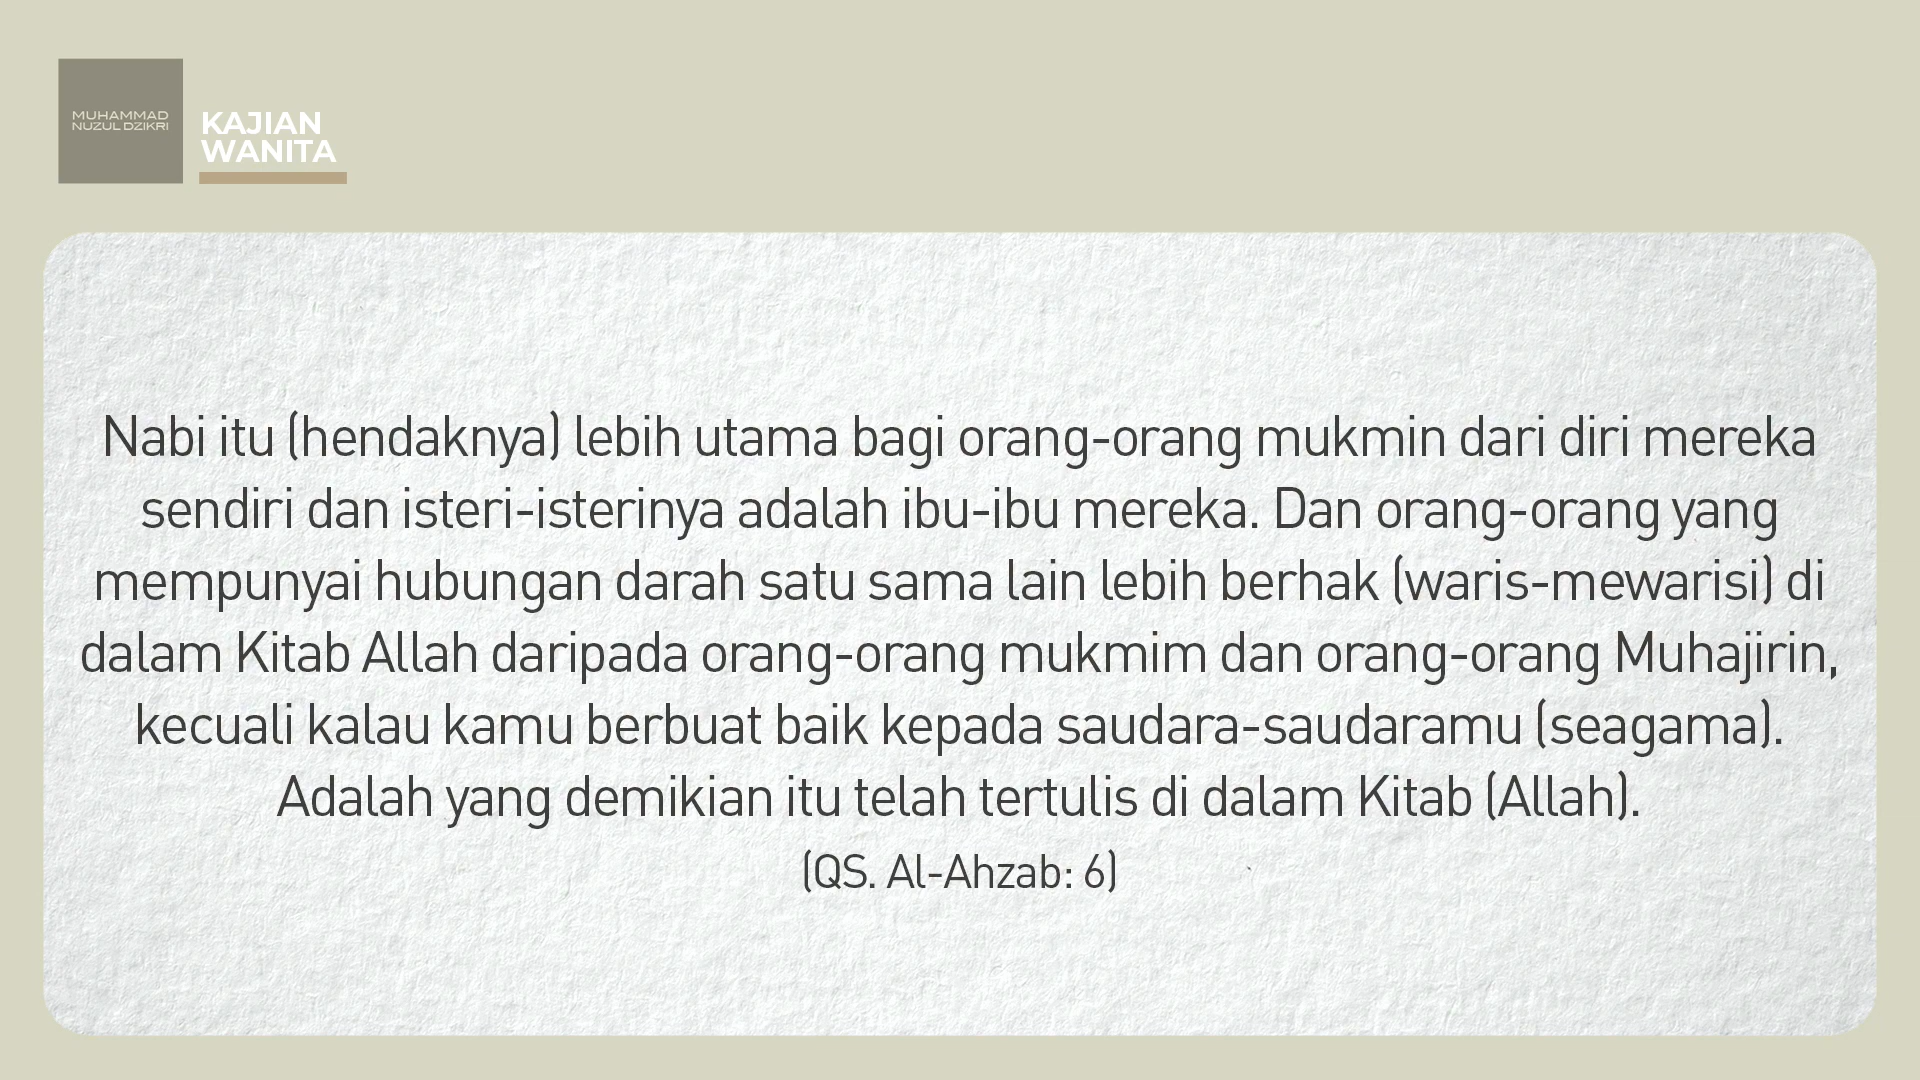 MUHAMMAD
NUZUL DZIKRI
KAJIAN
WANITA
Nabi itu (hendaknya) lebih utama bagi orang-orang mukmin dari diri mereka
sendiri dan isteri-isterinya adalah ibu-ibu mereka. Dan orang-orang yang
mempunyai hubungan darah satu sama lain lebih berhak (waris-mewarisi) di
dalam Kitab Allah daripada orang-orang mukmim dan orang-orang Muhajirin,
kecuali kalau kamu berbuat baik kepada saudara-saudaramu (seagama).
Adalah yang demikian itu telah tertulis di dalam Kitab (Allah).
(QS. Al-Ahzab: 6)